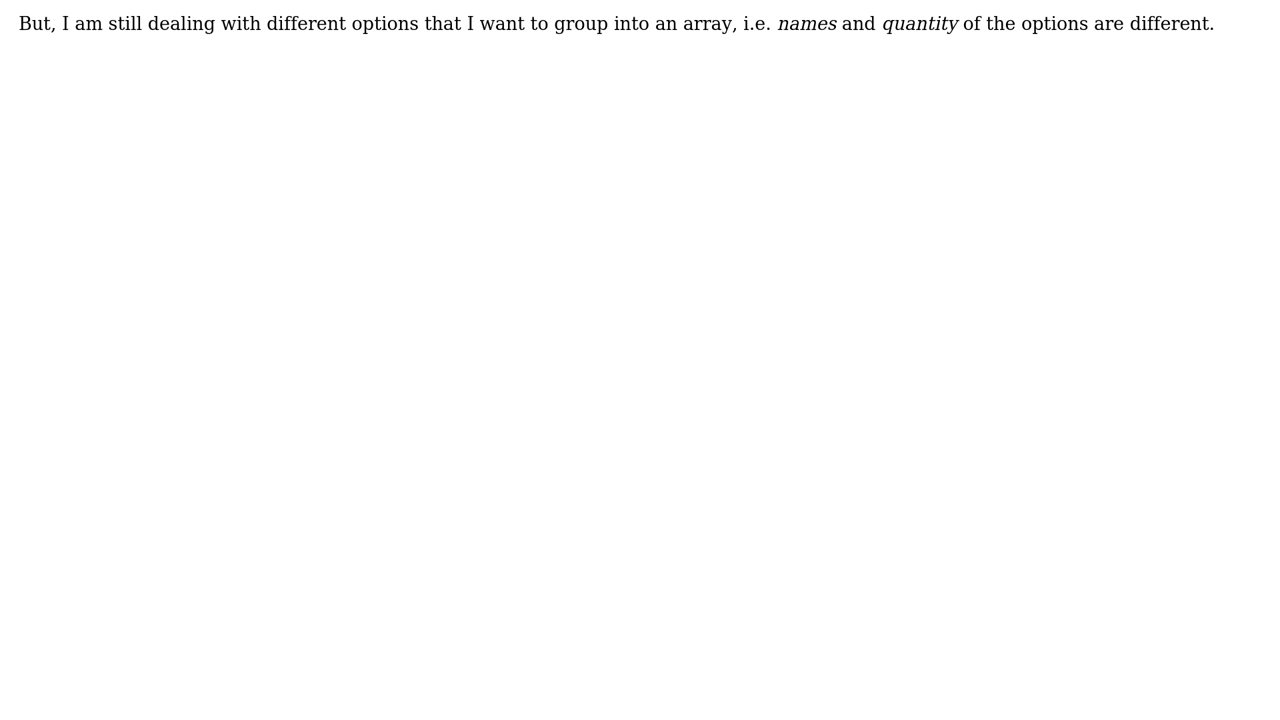 But, I am still dealing with different options that I want to group into an array, i.e. names and quantity of the options are different.